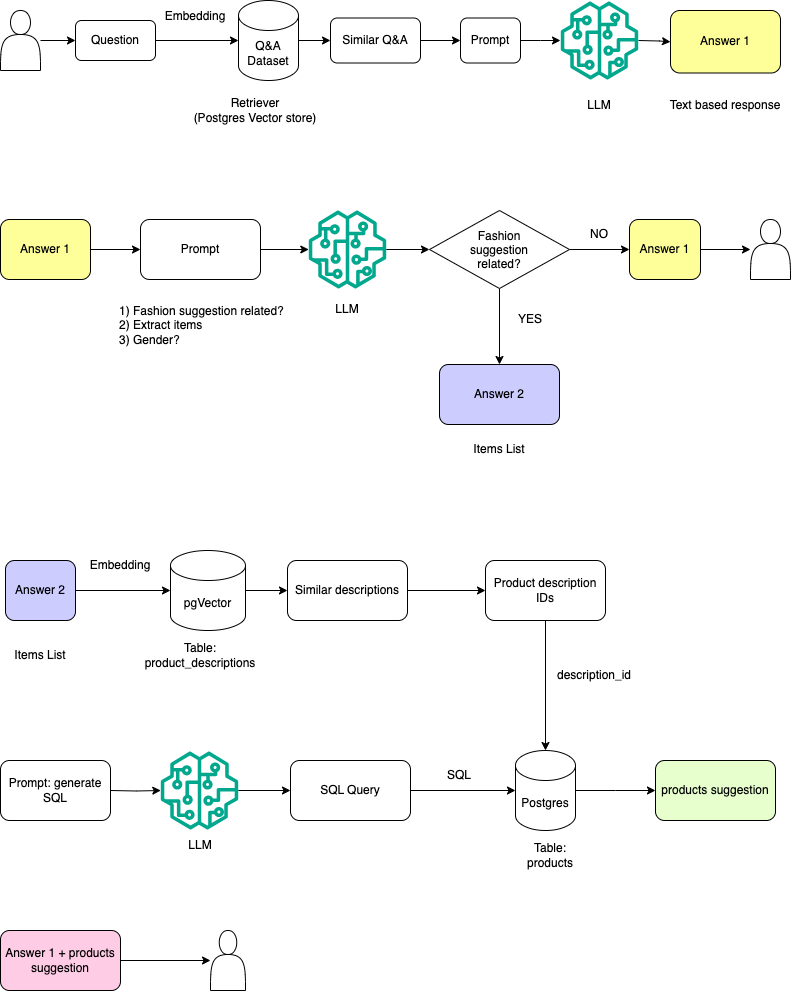 Embedding
Question
Q&A
Dataset
Similar Q&A
Prompt
Answer 1
Retriever
(Postgres Vector store)
LLM
Text based response
Answer 1
Prompt
Fashion
suggestion
related?
NO
Answer 1
1) Fashion suggestion related?
2) Extract items
3) Gender?
LLM
YES
Answer 2
Items List
Answer 2
Embedding
pgVector
Similar descriptions
Product description
IDs
Items List
Table:
product_descriptions
description_id
Prompt: generate
SQL
LLM
SQL Query
SQL
Postgres
products suggestion
Table:
products
Answer 1 + products
suggestion